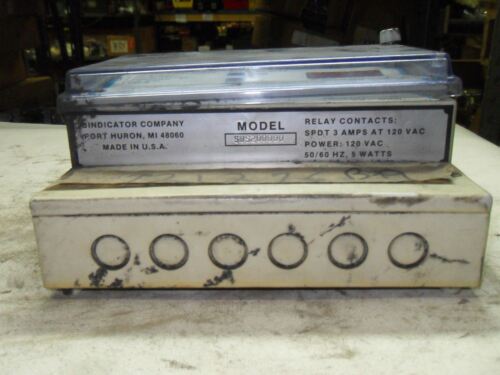 INDICATOR COMPANY
PORT HURON, MI 48060
MADE IN U.S.A.
MODEL
RELAY CONTACTS:
SPDT 3 AMPS AT 120 VAC
POWER: 120 VAC
50/60 HZ, 5 WATTS